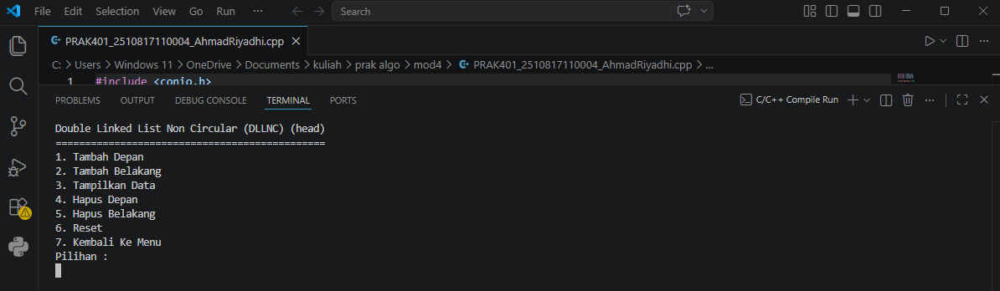 File Edit Selection View Go Run ··· Search
PRAK401_2510817110004_AhmadRiyadhi.cpp
C: > Users > Windows 11 > OneDrive > Documents > kuliah > prak algo > mod4 > PRAK401_2510817110004_AhmadRiyadhi.cpp > ...
1 #include <conio.h>
PROBLEMS OUTPUT DEBUG CONSOLE TERMINAL PORTS C/C++ Compile Run
Double Linked List Non Circular (DLLNC) (head)
==============================================
1. Tambah Depan
2. Tambah Belakang
3. Tampilkan Data
4. Hapus Depan
5. Hapus Belakang
6. Reset
7. Kembali Ke Menu
Pilihan :